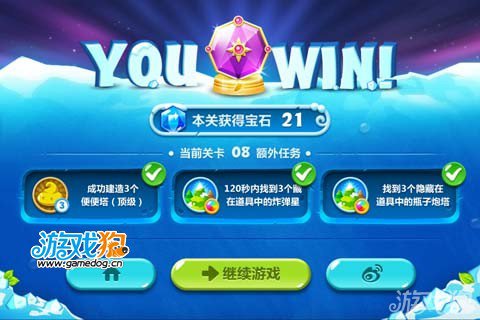 YOU WIN!
本关获得宝石 21
当前关卡 08 额外任务
成功建造3个
便便塔（顶级）
3
120秒内找到3个藏
在道具中的炸弹星
找到3个隐藏在
道具中的瓶子炮塔
游戏狗
www.gamedog.cn
继续游戏
游戏狗